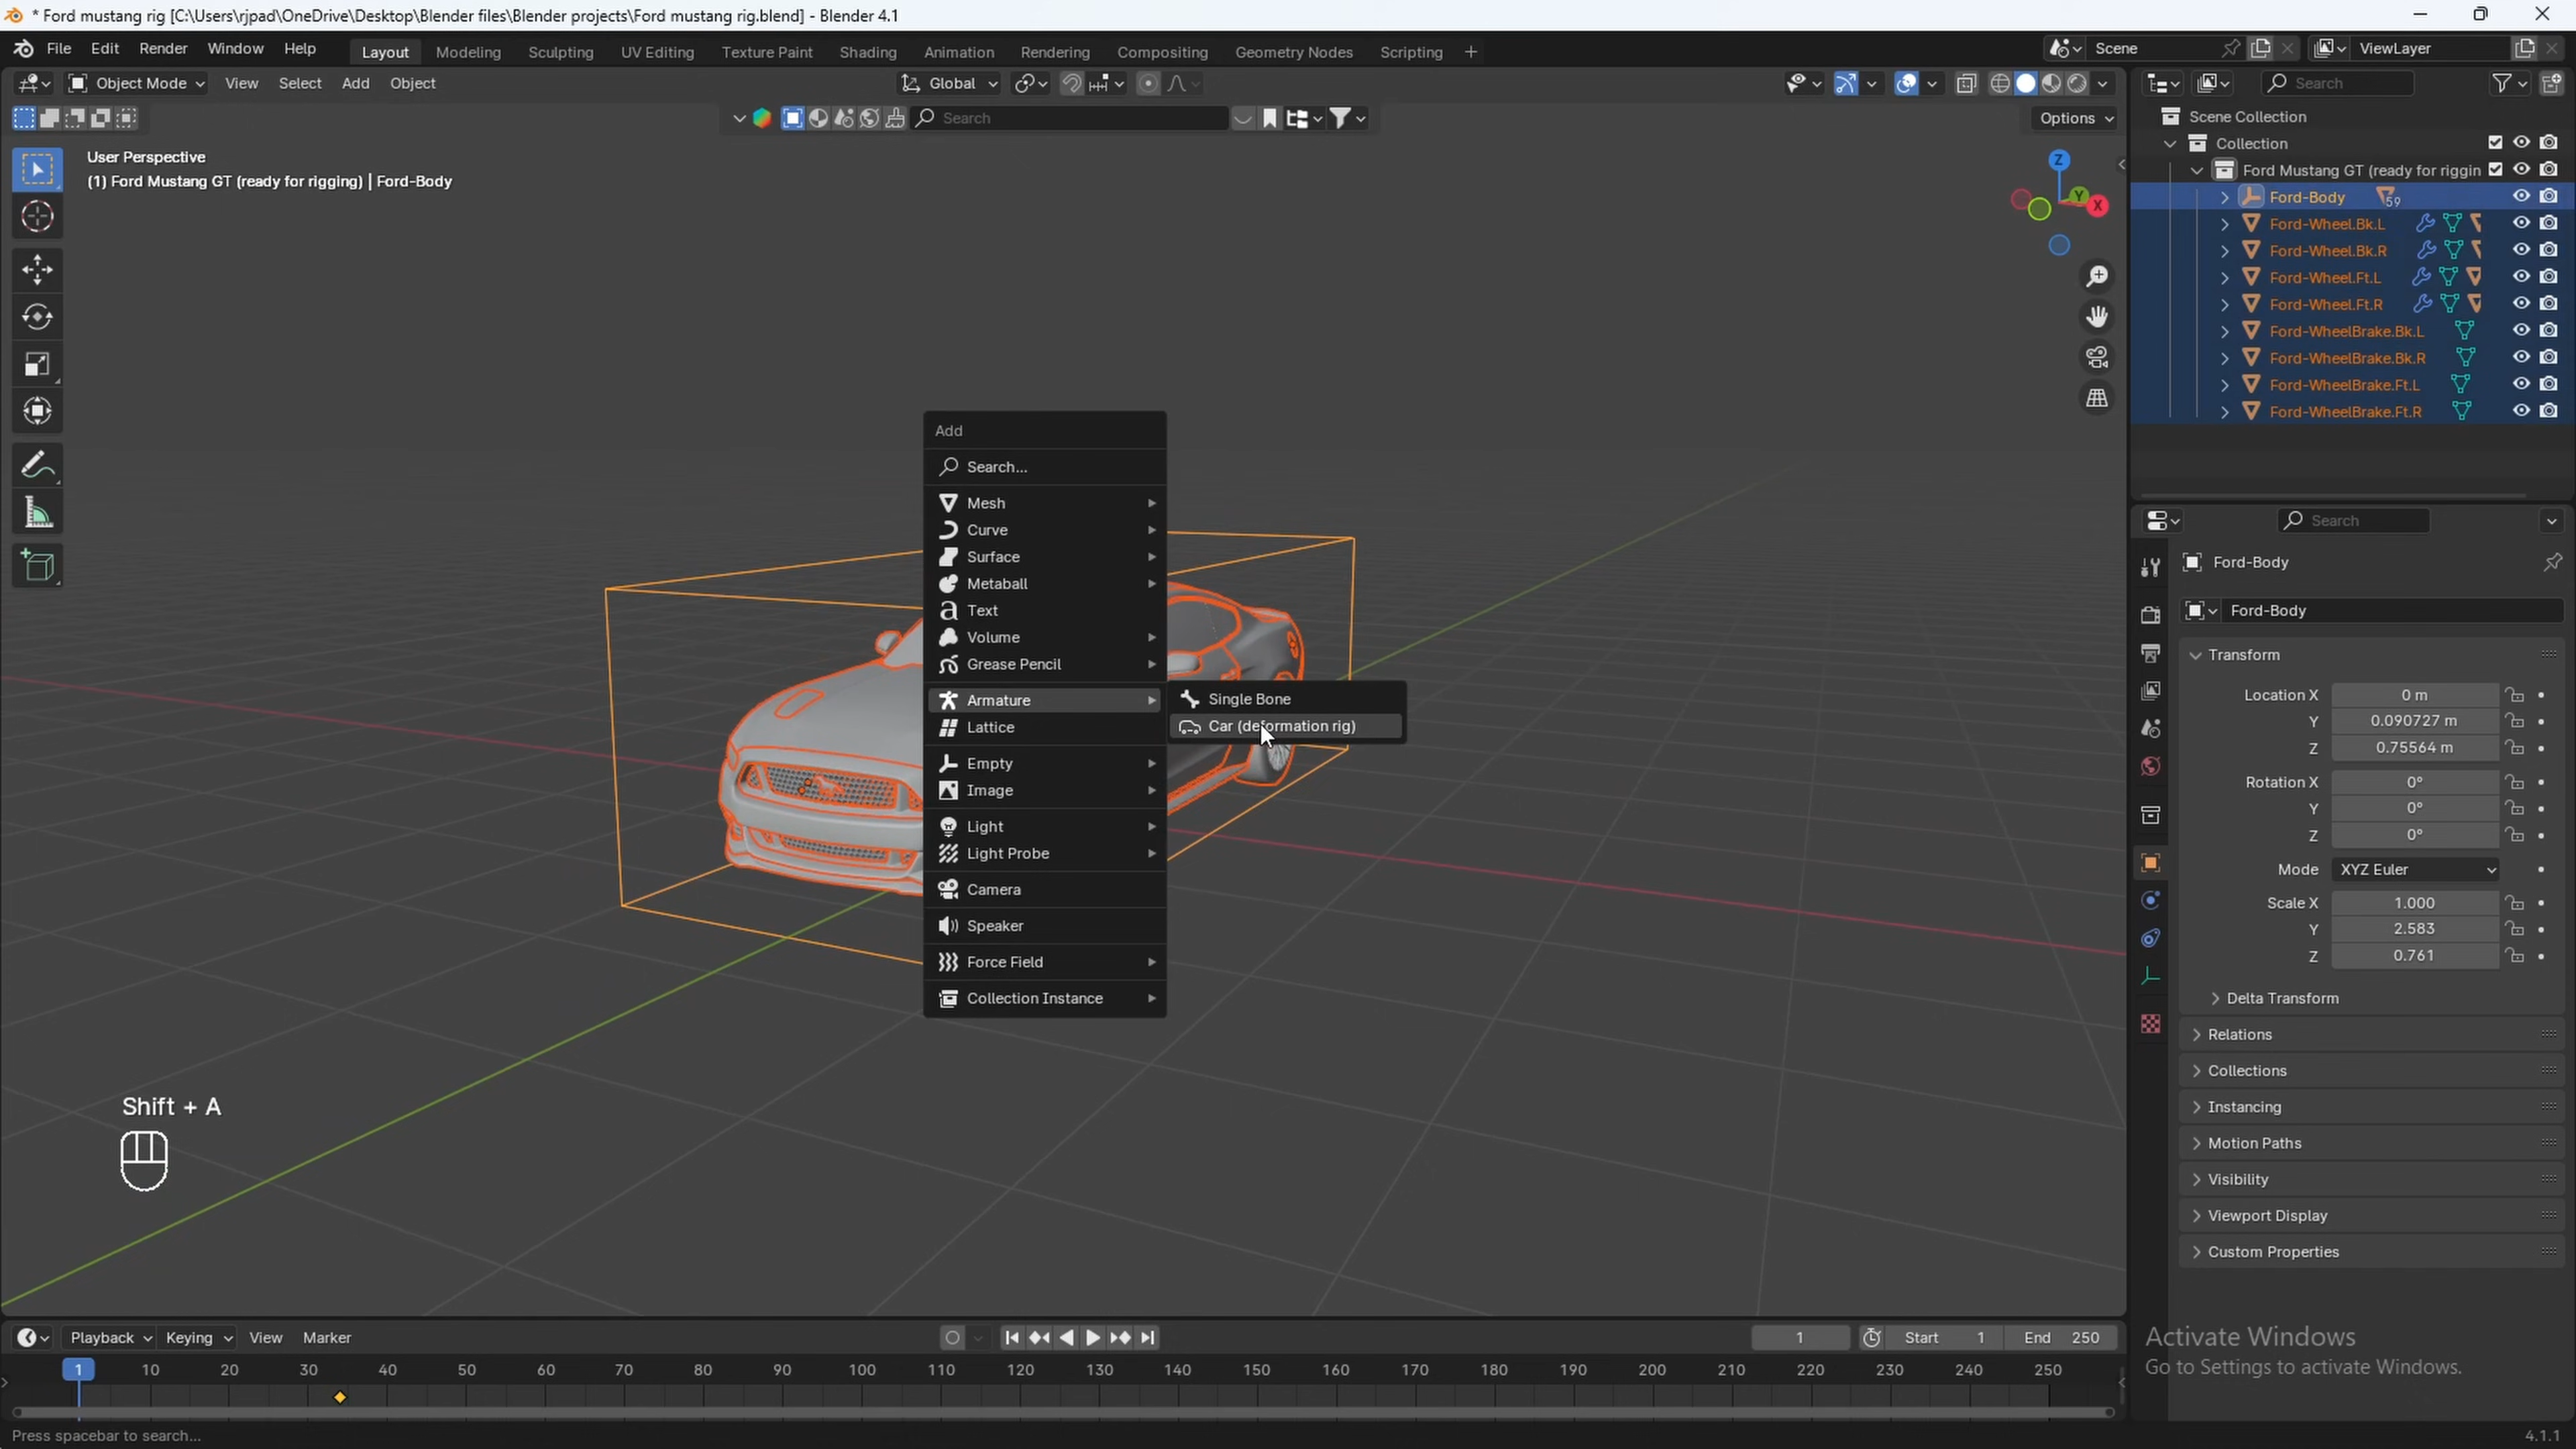 * Ford mustang rig [C:\Users\rjpad\OneDrive\Desktop\Blender files\Blender projects\Ford mustang rig.blend] - Blender 4.1
File Edit Render Window Help Layout Modeling Sculpting UV Editing Texture Paint Shading Animation Rendering Compositing Geometry Nodes Scripting + Scene ViewLayer
Object Mode View Select Add Object Global Search
Search Options
User Perspective
(1) Ford Mustang GT (ready for rigging) | Ford-Body
Z
Y
X
Scene Collection
Collection
Ford Mustang GT (ready for riggin
Ford-Body 59
Ford-Wheel.Bk.L
Ford-Wheel.Bk.R
Ford-Wheel.Ft.L
Ford-Wheel.Ft.R
Ford-WheelBrake.Bk.L
Ford-WheelBrake.Bk.R
Ford-WheelBrake.Ft.L
Ford-WheelBrake.Ft.R
Add
Search...
Mesh
Curve
Surface
Metaball
Text
Volume
Grease Pencil
Armature
Lattice
Empty
Image
Light
Light Probe
Camera
Speaker
Force Field
Collection Instance
Single Bone
Car (deformation rig)
Search
Ford-Body
Ford-Body
Transform
Location X 0 m
Y 0.090727 m
Z 0.75564 m
Rotation X 0°
Y 0°
Z 0°
Mode XYZ Euler
Scale X 1.000
Y 2.583
Z 0.761
Delta Transform
Relations
Collections
Instancing
Motion Paths
Visibility
Viewport Display
Custom Properties
Shift + A
Playback Keying View Marker 1 Start 1 End 250
1 10 20 30 40 50 60 70 80 90 100 110 120 130 140 150 160 170 180 190 200 210 220 230 240 250
Activate Windows
Go to Settings to activate Windows.
Press spacebar to search...
4.1.1